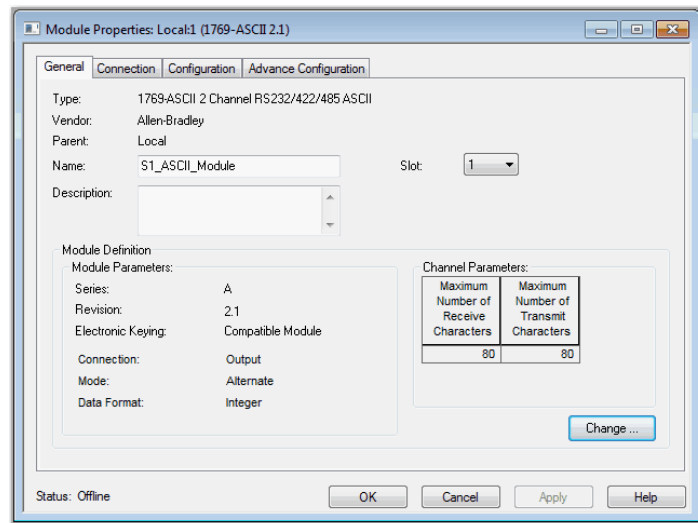 Module Properties: Local:1 (1769-ASCII 2.1)
General Connection Configuration Advance Configuration
Type: 1769-ASCII 2 Channel RS232/422/485 ASCII
Vendor: Allen-Bradley
Parent: Local
Name: S1_ASCII_Module Slot: 1
Description:
Module Definition
Module Parameters:
Series: A
Revision: 2.1
Electronic Keying: Compatible Module
Connection: Output
Mode: Alternate
Data Format: Integer
Channel Parameters:
Maximum Number of Receive Characters
Maximum Number of Transmit Characters
80 80
Change ...
Status: Offline OK Cancel Apply Help